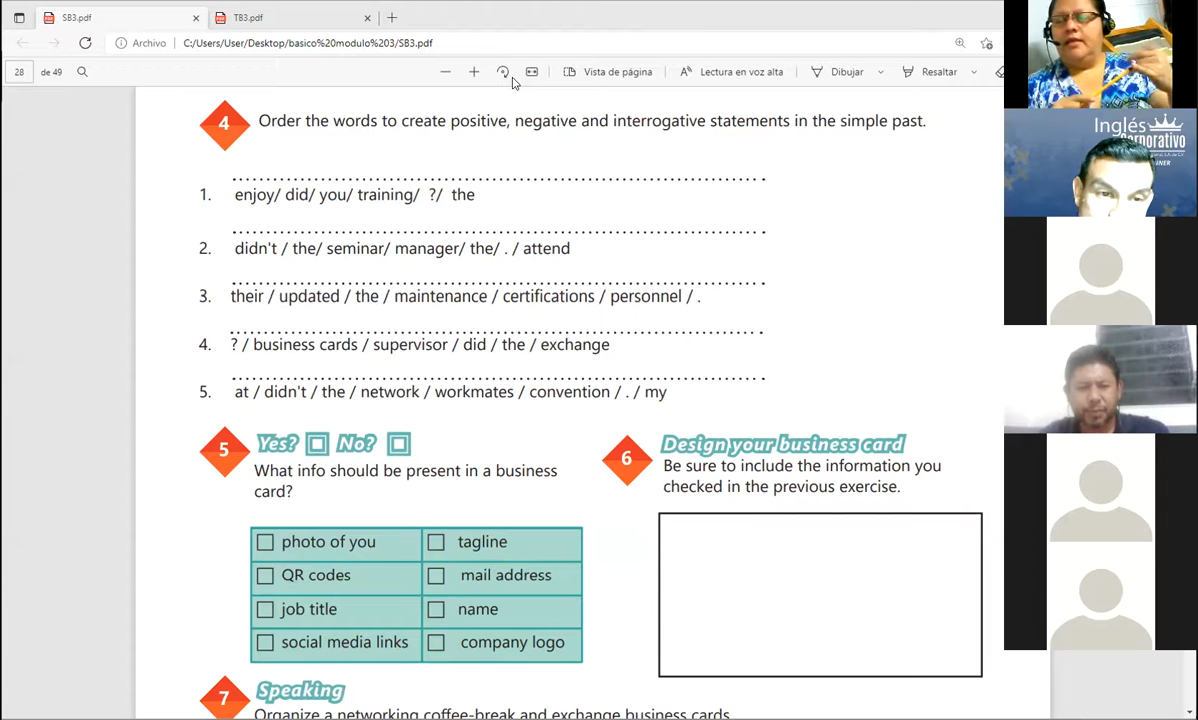 SB3.pdf
TB3.pdf
Archivo
C:/Users/User/Desktop/basico%20modulo%203/SB3.pdf
28 de 49
Vista de página
Lectura en voz alta
Dibujar
Resaltar
4 Order the words to create positive, negative and interrogative statements in the simple past.
1. enjoy/ did/ you/ training/ ?/ the
2. didn't / the/ seminar/ manager/ the/ . / attend
3. their / updated / the / maintenance / certifications / personnel / .
4. ? / business cards / supervisor / did / the / exchange
5. at / didn't / the / network / workmates / convention / . / my
5 Yes? No?
What info should be present in a business
card?
photo of you
tagline
QR codes
mail address
job title
name
social media links
company logo
6 Design your business card
Be sure to include the information you
checked in the previous exercise.
7 Speaking
Organize a networking coffee-break and exchange business cards
Inglés
Corporativo